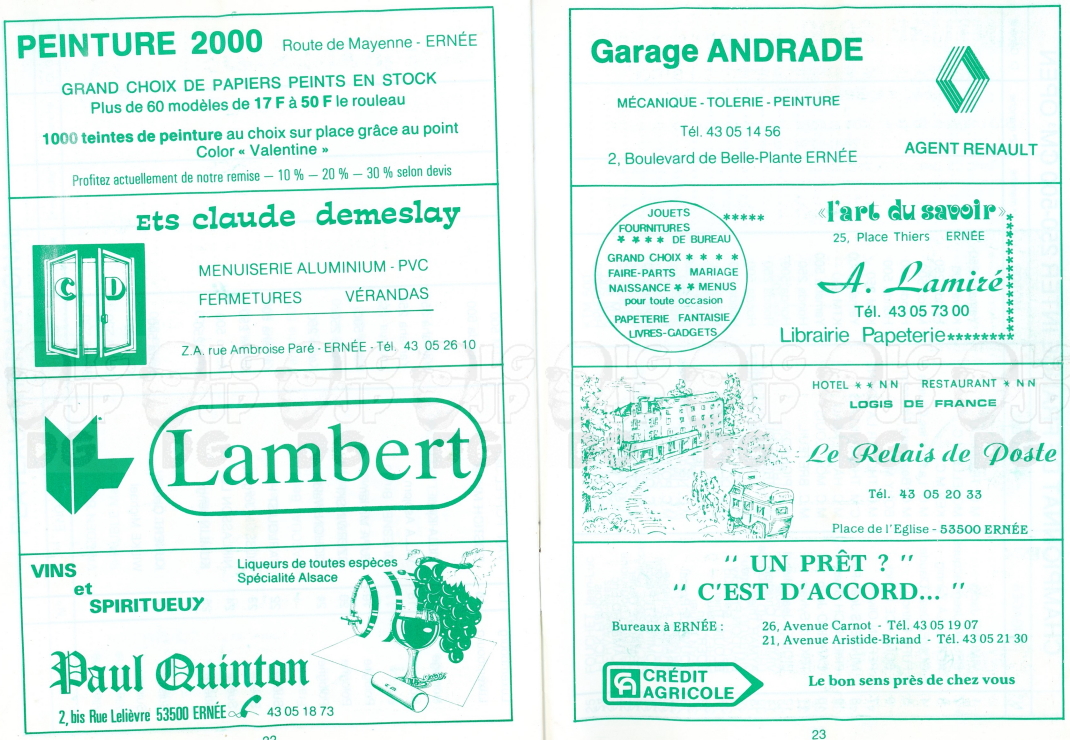 PEINTURE 2000 Route de Mayenne - ERNÉE
GRAND CHOIX DE PAPIERS PEINTS EN STOCK
Plus de 60 modèles de 17 F à 50 F le rouleau
1000 teintes de peinture au choix sur place grâce au point
Color « Valentine »
Profitez actuellement de notre remise — 10 % — 20 % — 30 % selon devis
Ets claude demeslay
C D
MENUISERIE ALUMINIUM - PVC
FERMETURES VÉRANDAS
Z.A. rue Ambroise Paré - ERNÉE - Tél. 43 05 26 10
Lambert
VINS
et
SPIRITUEUY
Liqueurs de toutes espèces
Spécialité Alsace
Paul Quinton
2, bis Rue Lelièvre 53500 ERNÉE 43 05 18 73
23
Garage ANDRADE
MÉCANIQUE - TOLERIE - PEINTURE
Tél. 43 05 14 56
2, Boulevard de Belle-Plante ERNÉE
AGENT RENAULT
JOUETS
FOURNITURES
* * * * DE BUREAU
GRAND CHOIX * * * *
FAIRE-PARTS MARIAGE
NAISSANCE * * MENUS
pour toute occasion
PAPETERIE FANTAISIE
LIVRES-GADGETS
***** «l'art du savoir»
25, Place Thiers ERNÉE
A. Lamiré
Tél. 43 05 73 00
Librairie Papeterie********
HOTEL * * N N RESTAURANT * N N
LOGIS DE FRANCE
Le Relais de Poste
Tél. 43 05 20 33
Place de l'Eglise - 53500 ERNÉE
" UN PRÊT ? "
" C'EST D'ACCORD... "
Bureaux à ERNÉE : 26, Avenue Carnot - Tél. 43 05 19 07
21, Avenue Aristide-Briand - Tél. 43 05 21 30
CRÉDIT
AGRICOLE
Le bon sens près de chez vous
23